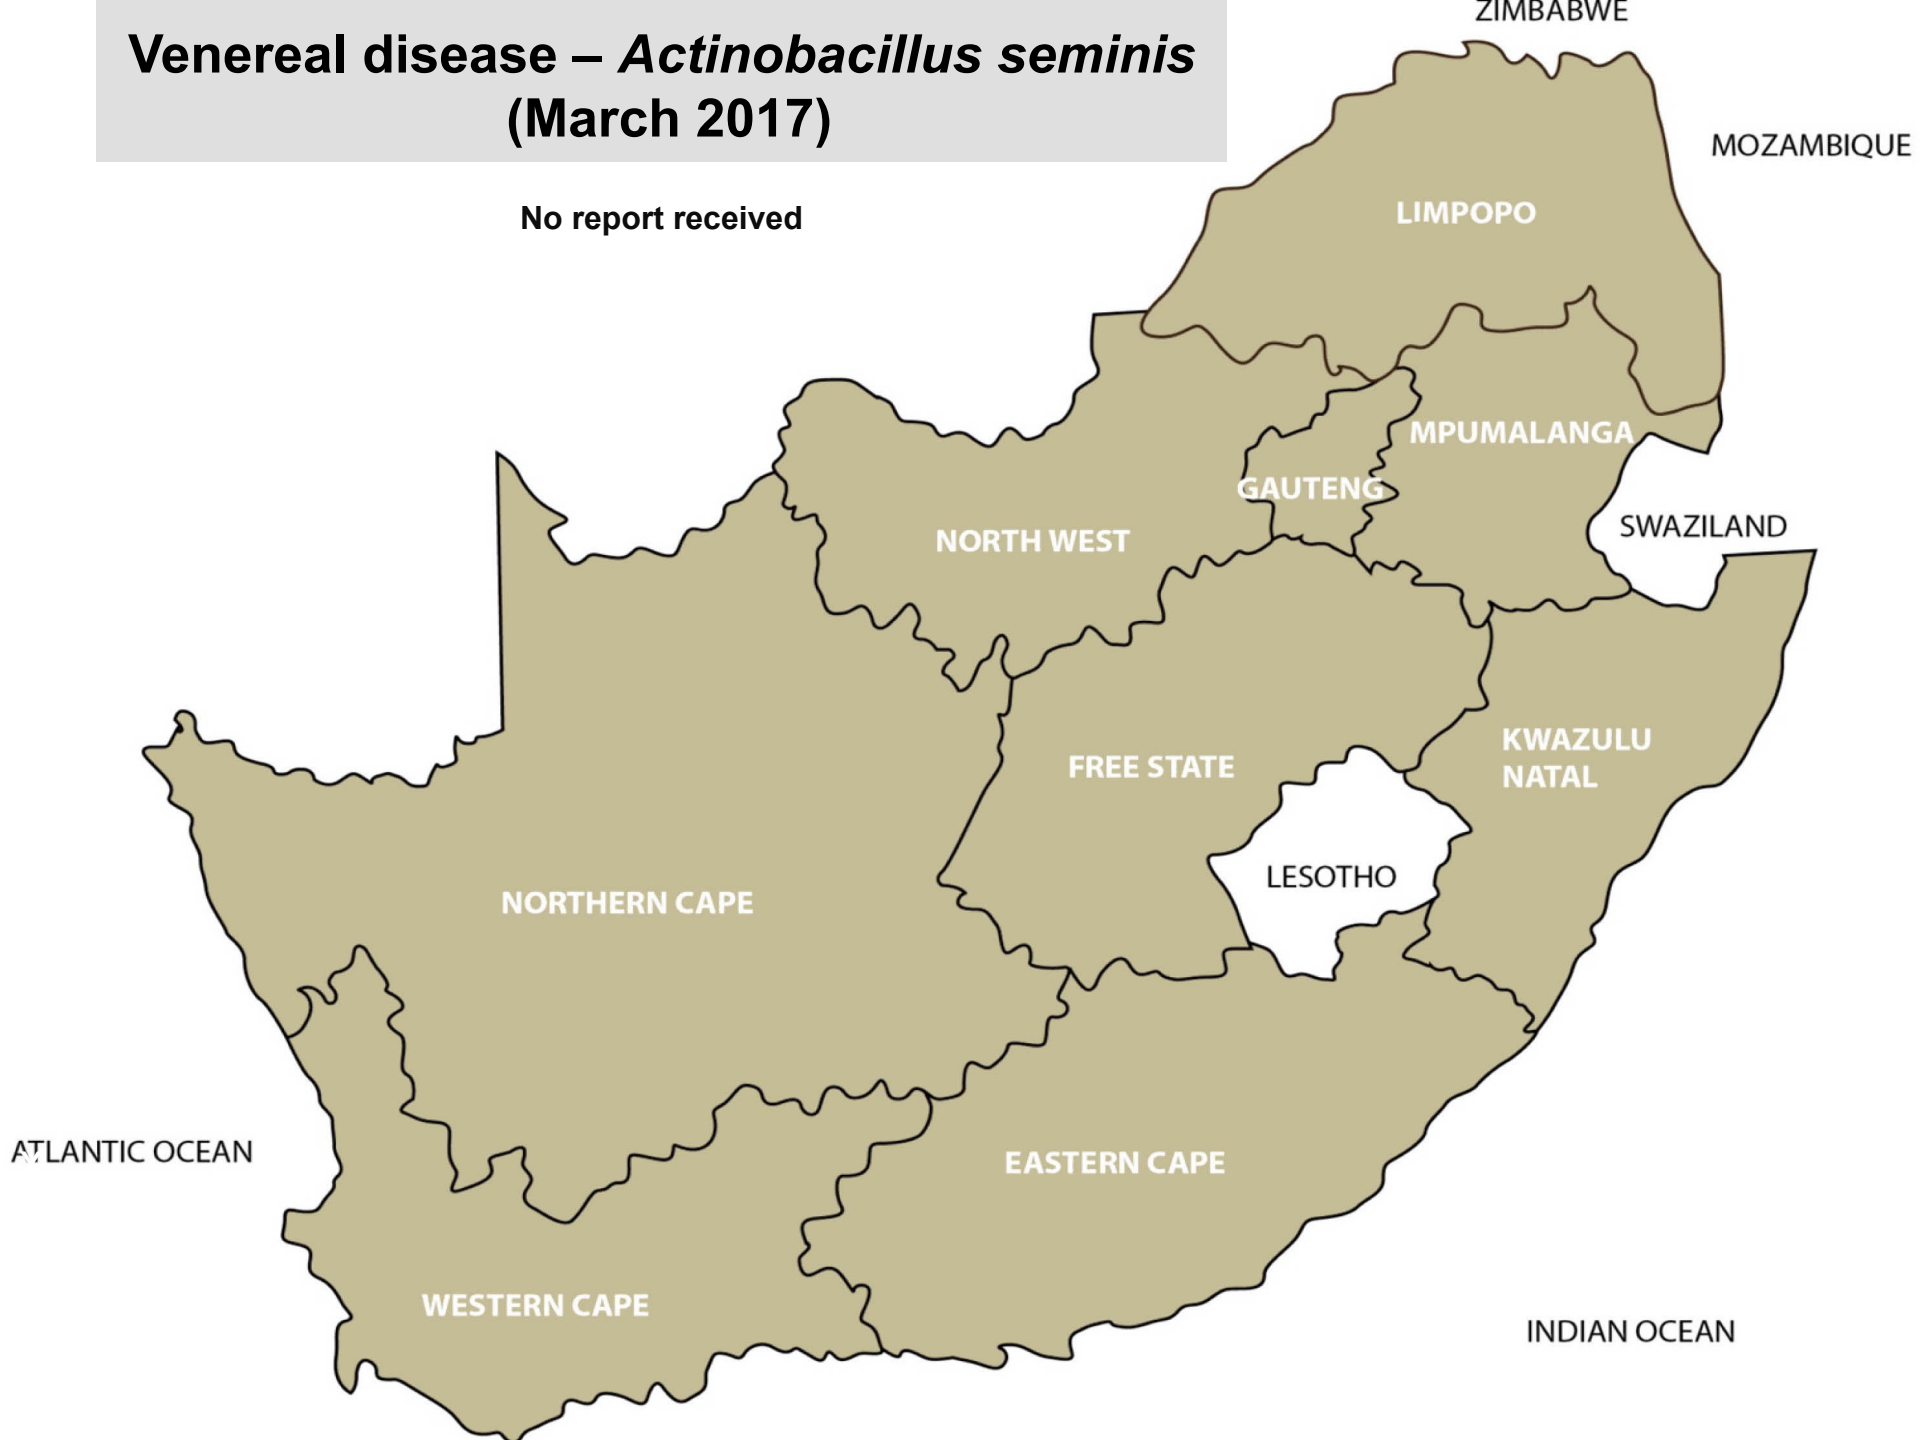 Venereal disease – Actinobacillus seminis
(March 2017)
No report received
ZIMBABWE
MOZAMBIQUE
LIMPOPO
MPUMALANGA
GAUTENG
SWAZILAND
NORTH WEST
KWAZULU
NATAL
FREE STATE
LESOTHO
NORTHERN CAPE
ATLANTIC OCEAN
EASTERN CAPE
WESTERN CAPE
INDIAN OCEAN